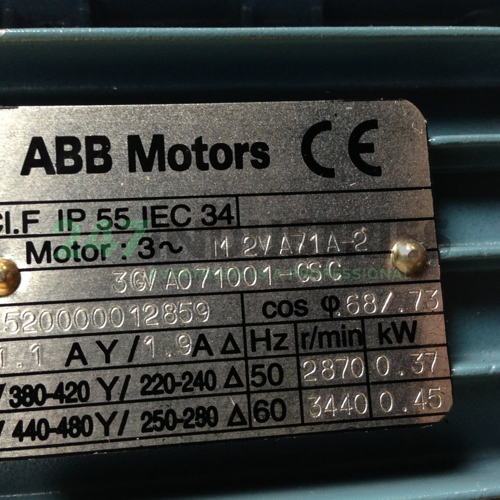 ABB Motors CE
Cl.F IP 55 IEC 34
Motor : 3~ M 2VA71A-2
3GVA071001-CSC
520000012859 cos φ .68/.73
1.1 A Y/ 1.9A Δ Hz r/min kW
/ 380-420 Y/ 220-240 Δ 50 2870 0.37
/ 440-480 Y/ 250-280 Δ 60 3440 0.45